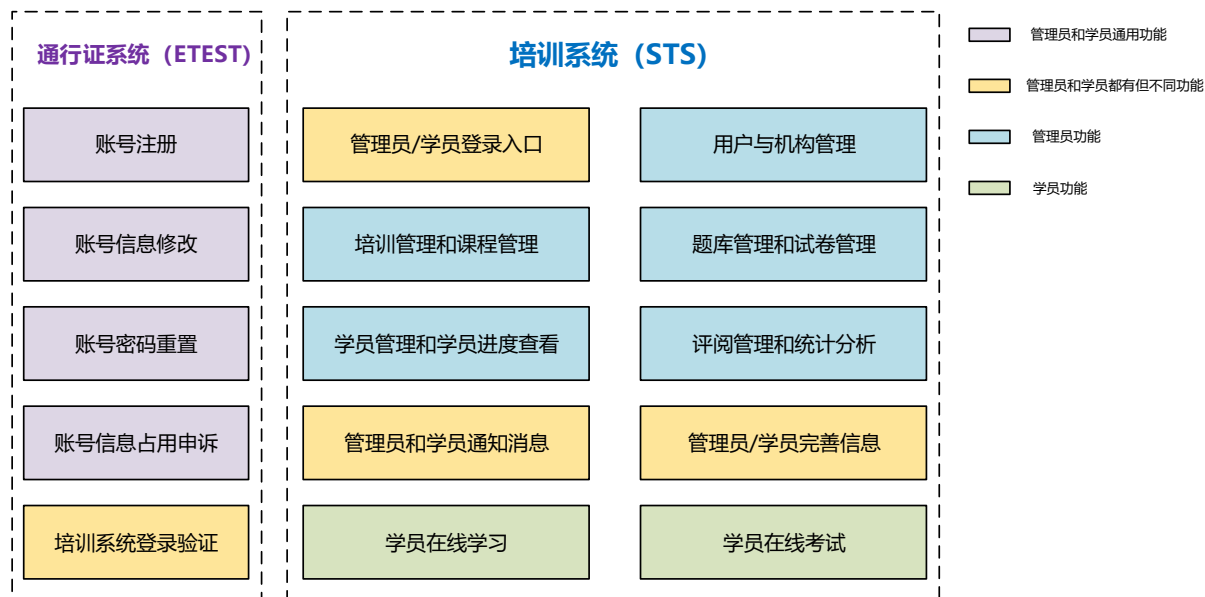 通行证系统（ETEST）
账号注册
账号信息修改
账号密码重置
账号信息占用申诉
培训系统登录验证
培训系统（STS）
管理员/学员登录入口
用户与机构管理
培训管理和课程管理
题库管理和试卷管理
学员管理和学员进度查看
评阅管理和统计分析
管理员和学员通知消息
管理员/学员完善信息
学员在线学习
学员在线考试
管理员和学员通用功能
管理员和学员都有但不同功能
管理员功能
学员功能